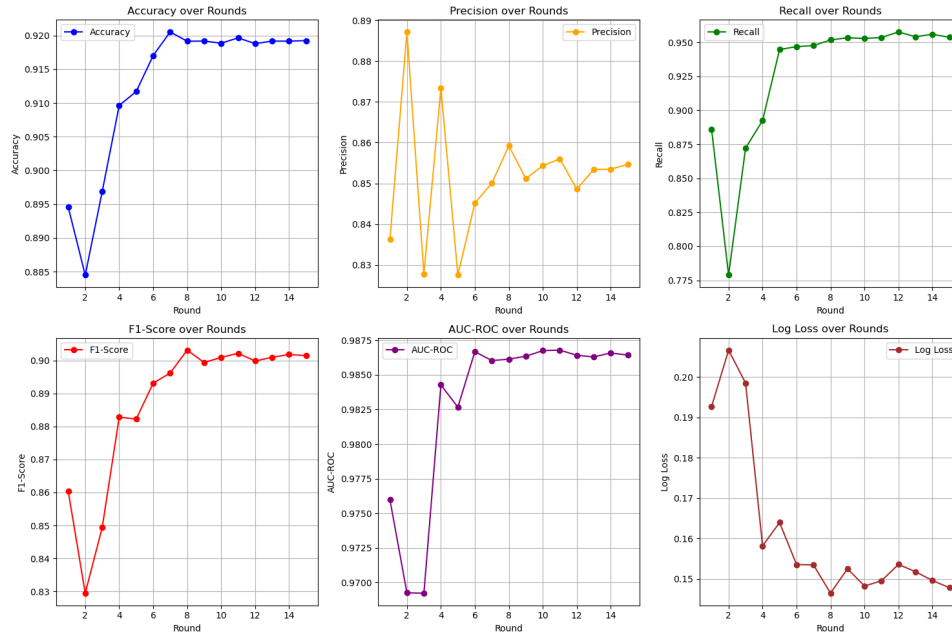 Accuracy over Rounds
Accuracy
0.920
0.915
0.910
0.905
0.900
0.895
0.890
0.885
Accuracy
2 4 6 8 10 12 14
Round
Precision over Rounds
Precision
0.89
0.88
0.87
0.86
0.85
0.84
0.83
Precision
2 4 6 8 10 12 14
Round
Recall over Rounds
Recall
0.950
0.925
0.900
0.875
0.850
0.825
0.800
0.775
Recall
2 4 6 8 10 12 14
Round
F1-Score over Rounds
F1-Score
0.90
0.89
0.88
0.87
0.86
0.85
0.84
0.83
F1-Score
2 4 6 8 10 12 14
Round
AUC-ROC over Rounds
AUC-ROC
0.9875
0.9850
0.9825
0.9800
0.9775
0.9750
0.9725
0.9700
AUC-ROC
2 4 6 8 10 12 14
Round
Log Loss over Rounds
Log Loss
0.20
0.19
0.18
0.17
0.16
0.15
Log Loss
2 4 6 8 10 12 14
Round